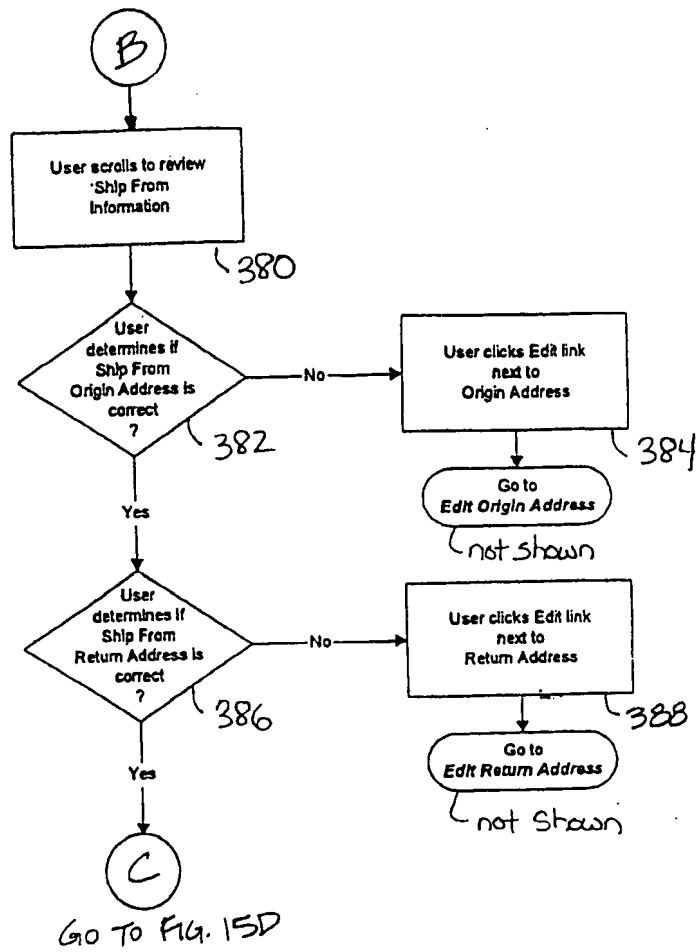 B
User scrolls to review
Ship From
Information
380
User
determines if
Ship From
Origin Address is
correct
?
382
No
User clicks Edit link
next to
Origin Address
384
Go to
Edit Origin Address
not shown
Yes
User
determines if
Ship From
Return Address is
correct
?
386
No
User clicks Edit link
next to
Return Address
388
Go to
Edit Return Address
not shown
Yes
C
GO TO FIG. 15D